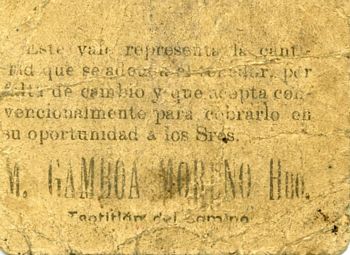 Este vale representa la canti-
dad que se adeuda al tenedor, por
falta de cambio y que acepta con-
vencionalmente para cobrarlo en
su oportunidad á los Sres.
M. GAMBOA MORENO Hno.
Teotitlán del Camino